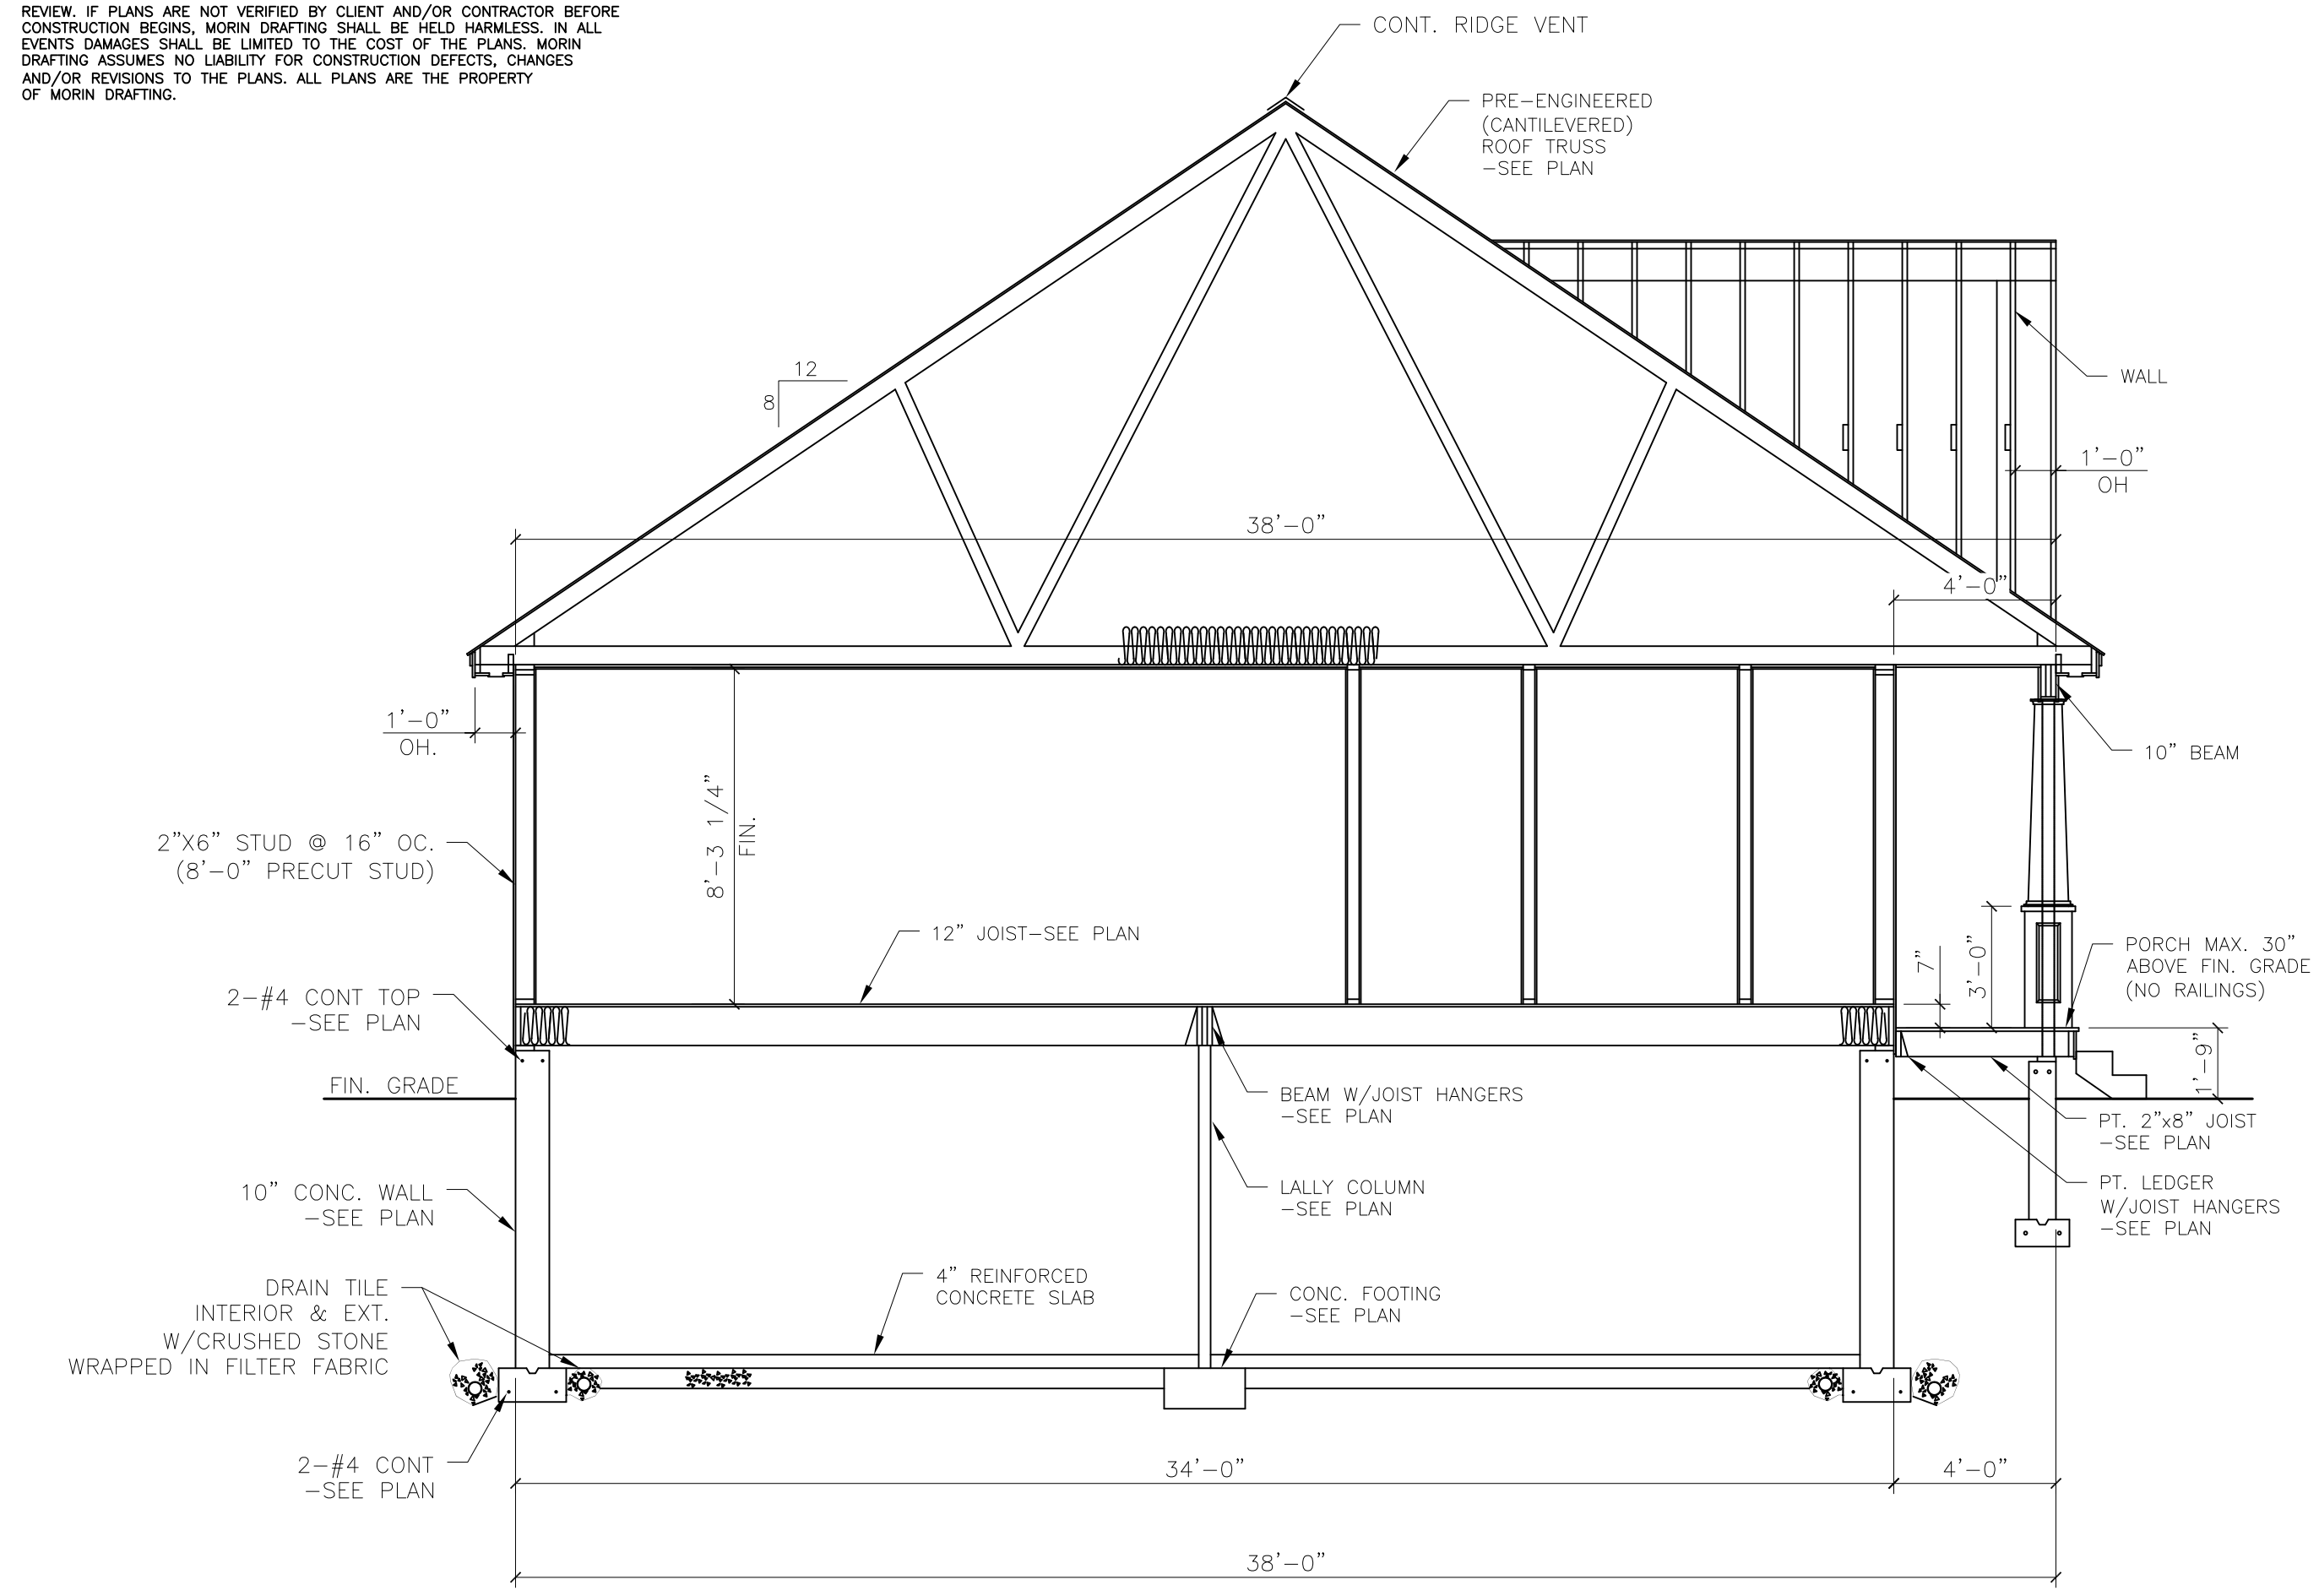 REVIEW. IF PLANS ARE NOT VERIFIED BY CLIENT AND/OR CONTRACTOR BEFORE
CONSTRUCTION BEGINS, MORIN DRAFTING SHALL BE HELD HARMLESS. IN ALL
EVENTS DAMAGES SHALL BE LIMITED TO THE COST OF THE PLANS. MORIN
DRAFTING ASSUMES NO LIABILITY FOR CONSTRUCTION DEFECTS, CHANGES
AND/OR REVISIONS TO THE PLANS. ALL PLANS ARE THE PROPERTY
OF MORIN DRAFTING.
CONT. RIDGE VENT
PRE-ENGINEERED
(CANTILEVERED)
ROOF TRUSS
-SEE PLAN
12
8
WALL
1'-0"
OH
38'-0"
4'-0"
1'-0"
OH.
10" BEAM
8'-3 1/4"
FIN.
2"X6" STUD @ 16" OC.
(8'-0" PRECUT STUD)
12" JOIST-SEE PLAN
7"
3'-0"
PORCH MAX. 30"
ABOVE FIN. GRADE
(NO RAILINGS)
2-#4 CONT TOP
-SEE PLAN
1'-9"
FIN. GRADE
BEAM W/JOIST HANGERS
-SEE PLAN
PT. 2"x8" JOIST
-SEE PLAN
10" CONC. WALL
-SEE PLAN
LALLY COLUMN
-SEE PLAN
PT. LEDGER
W/JOIST HANGERS
-SEE PLAN
DRAIN TILE
INTERIOR & EXT.
W/CRUSHED STONE
WRAPPED IN FILTER FABRIC
4" REINFORCED
CONCRETE SLAB
CONC. FOOTING
-SEE PLAN
2-#4 CONT
-SEE PLAN
34'-0"
4'-0"
38'-0"